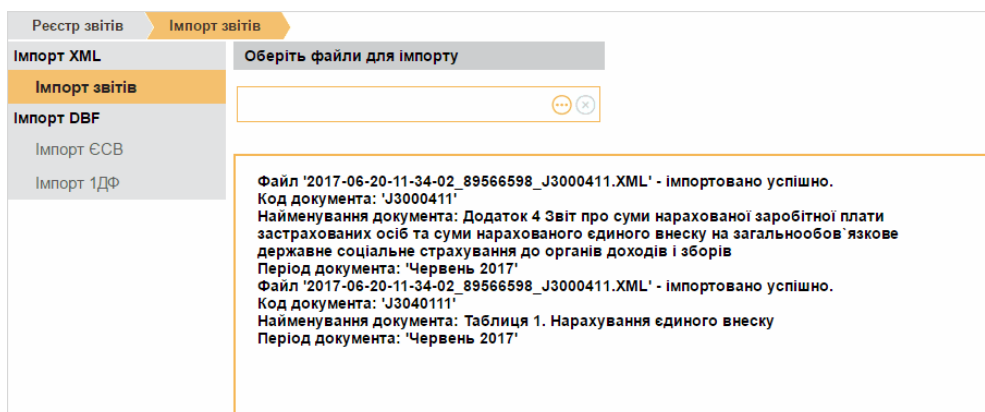 Реєстр звітів
Імпорт звітів
Імпорт XML
Імпорт звітів
Імпорт DBF
Імпорт ЄСВ
Імпорт 1ДФ
Оберіть файли для імпорту
Файл '2017-06-20-11-34-02_89566598_J3000411.XML' - імпортовано успішно.
Код документа: 'J3000411'
Найменування документа: Додаток 4 Звіт про суми нарахованої заробітної плати
застрахованих осіб та суми нарахованого єдиного внеску на загальнообов`язкове
державне соціальне страхування до органів доходів і зборів
Період документа: 'Червень 2017'
Файл '2017-06-20-11-34-02_89566598_J3000411.XML' - імпортовано успішно.
Код документа: 'J3040111'
Найменування документа: Таблиця 1. Нарахування єдиного внеску
Період документа: 'Червень 2017'